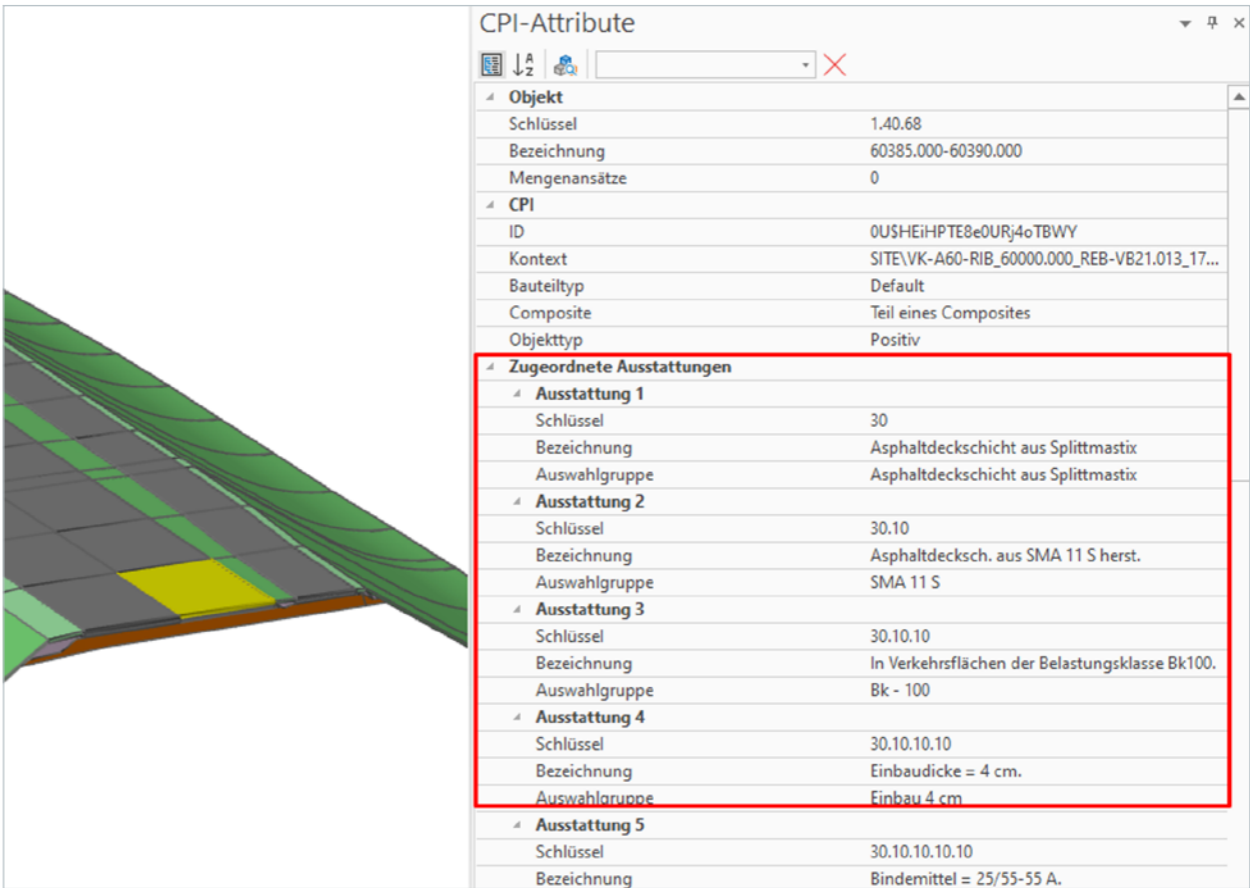 CPI-Attribute
Objekt
Schlüssel 1.40.68
Bezeichnung 60385.000-60390.000
Mengenansätze 0
CPI
ID 0U$HEiHPTE8e0URj4oTBWY
Kontext SITE\VK-A60-RIB_60000.000_REB-VB21.013_17...
Bauteiltyp Default
Composite Teil eines Composites
Objekttyp Positiv
Zugeordnete Ausstattungen
Ausstattung 1
Schlüssel 30
Bezeichnung Asphaltdeckschicht aus Splittmastix
Auswahlgruppe Asphaltdeckschicht aus Splittmastix
Ausstattung 2
Schlüssel 30.10
Bezeichnung Asphaltdecksch. aus SMA 11 S herst.
Auswahlgruppe SMA 11 S
Ausstattung 3
Schlüssel 30.10.10
Bezeichnung In Verkehrsflächen der Belastungsklasse Bk100.
Auswahlgruppe Bk - 100
Ausstattung 4
Schlüssel 30.10.10.10
Bezeichnung Einbaudicke = 4 cm.
Auswahlgruppe Einbau 4 cm
Ausstattung 5
Schlüssel 30.10.10.10.10
Bezeichnung Bindemittel = 25/55-55 A.